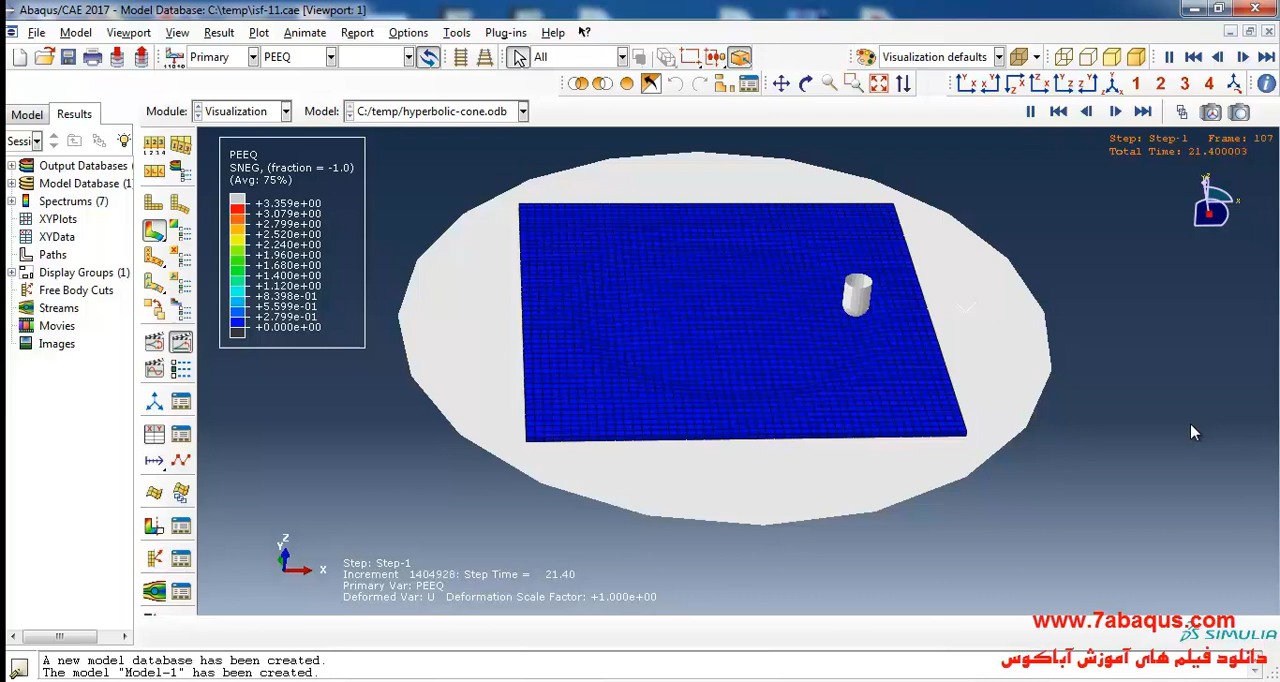 Abaqus/CAE 2017 - Model Database: C:\temp\isf-11.cae [Viewport: 1]
File Model Viewport View Result Plot Animate Report Options Tools Plug-ins Help
Primary PEEQ All Visualization defaults
1 2 3 4
Model Results Module: Visualization Model: C:/temp/hyperbolic-cone.odb
Sessi
Output Databases
Model Database (1)
Spectrums (7)
XYPlots
XYData
Paths
Display Groups (1)
Free Body Cuts
Streams
Movies
Images
PEEQ
SNEG, (fraction = -1.0)
(Avg: 75%)
+3.359e+00
+3.079e+00
+2.799e+00
+2.520e+00
+2.240e+00
+1.960e+00
+1.680e+00
+1.400e+00
+1.120e+00
+8.398e-01
+5.599e-01
+2.799e-01
+0.000e+00
Step: Step-1 Frame: 107
Total Time: 21.400003
Z
Y
X
Step: Step-1
Increment 1404928: Step Time = 21.40
Primary Var: PEEQ
Deformed Var: U Deformation Scale Factor: +1.000e+00
www.7abaqus.com
SIMULIA
دانلود فیلم های آموزش آباکوس
A new model database has been created.
The model "Model-1" has been created.